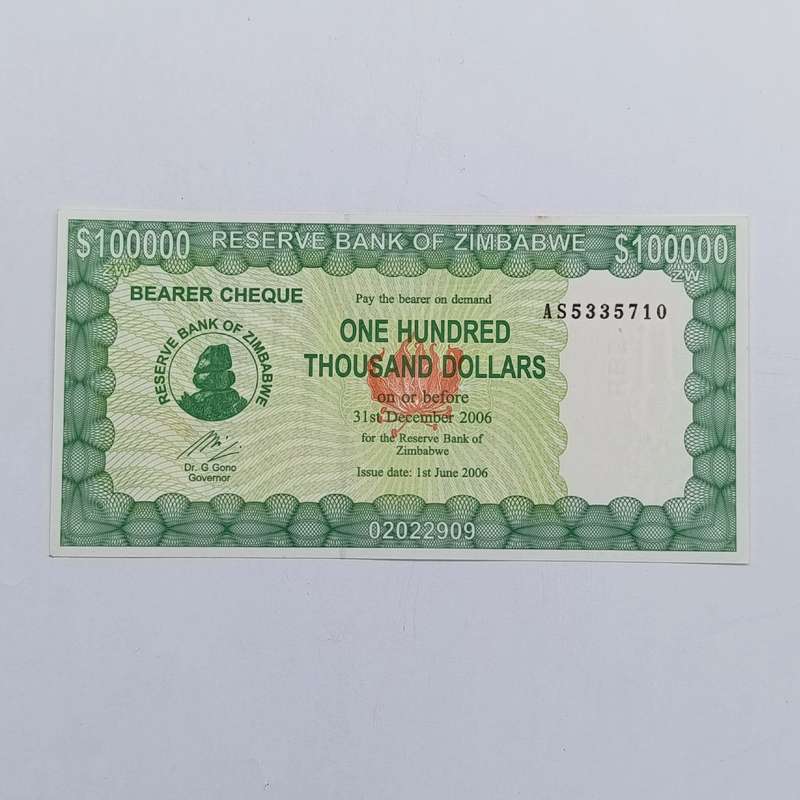 $100000 RESERVE BANK OF ZIMBABWE $100000
ZW ZW
BEARER CHEQUE
Pay the bearer on demand
AS5335710
ONE HUNDRED
THOUSAND DOLLARS
on or before
31st December 2006
for the Reserve Bank of
Zimbabwe
Issue date: 1st June 2006
RESERVE BANK OF ZIMBABWE
Dr. G Gono
Governor
02022909